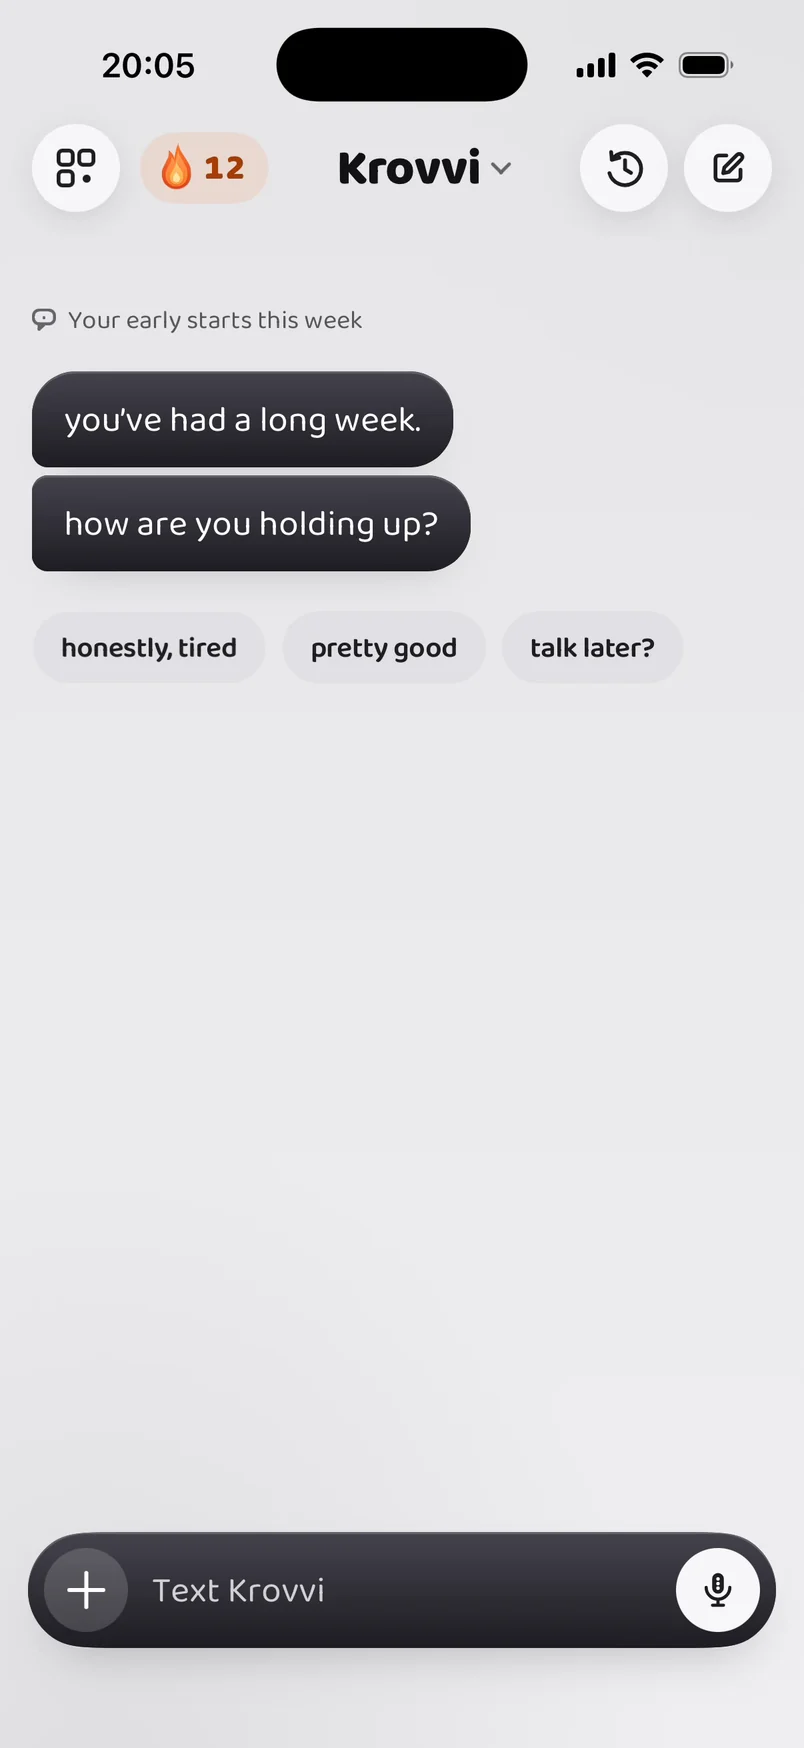 20:05
12
Krovvi
Your early starts this week
you've had a long week.
how are you holding up?
honestly, tired
pretty good
talk later?
Text Krovvi